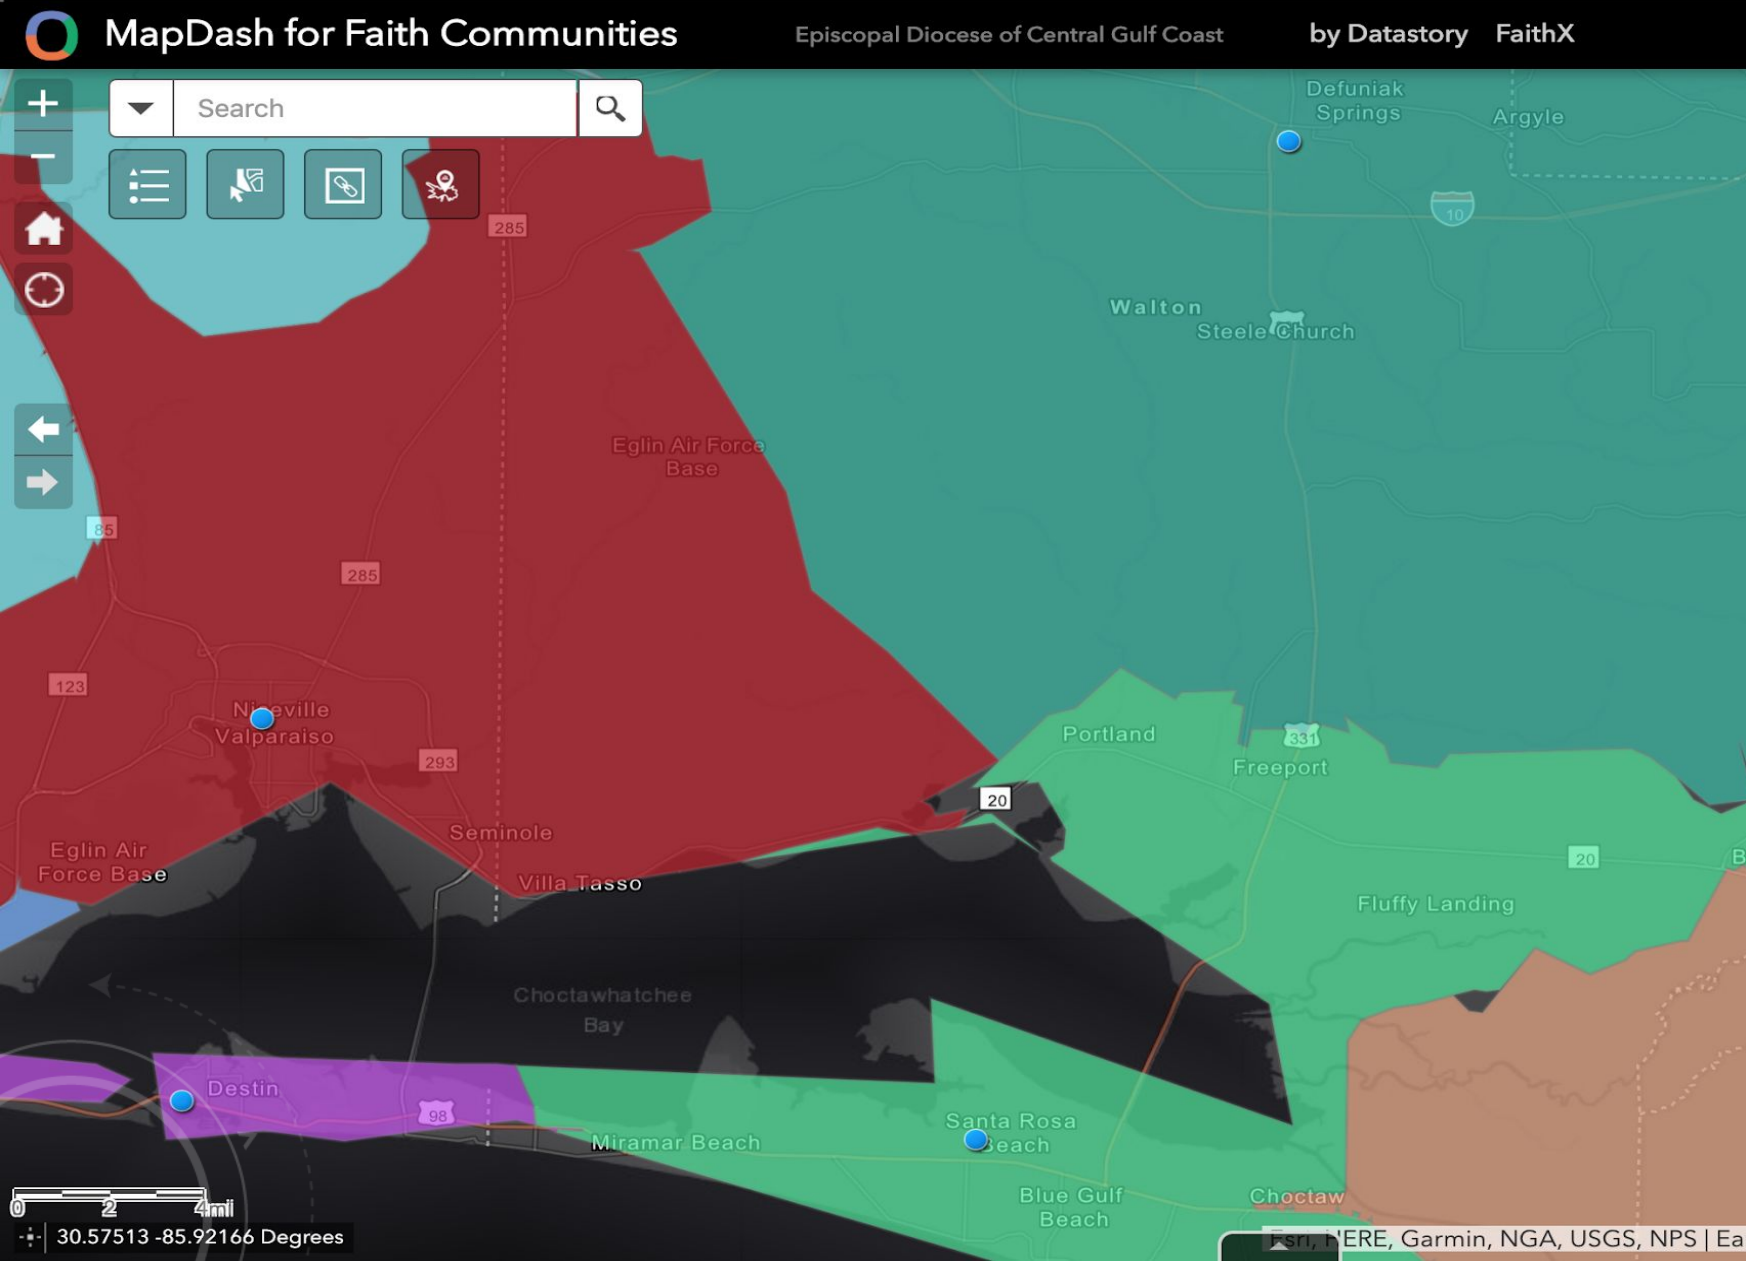 MapDash for Faith Communities
Episcopal Diocese of Central Gulf Coast
by Datastory
FaithX
+
Search
−
Defuniak
Springs
Argyle
10
285
Walton
Steele Church
Eglin Air Force
Base
85
285
123
Niceville
Valparaiso
293
Portland
331
Freeport
20
Seminole
Eglin Air
Force Base
Villa Tasso
20
Fluffy Landing
Choctawhatchee
Bay
Destin
98
Miramar Beach
Santa Rosa
Beach
Blue Gulf
Beach
Choctaw
0 2 4mi
30.57513 -85.92166 Degrees
Esri, HERE, Garmin, NGA, USGS, NPS | Ea